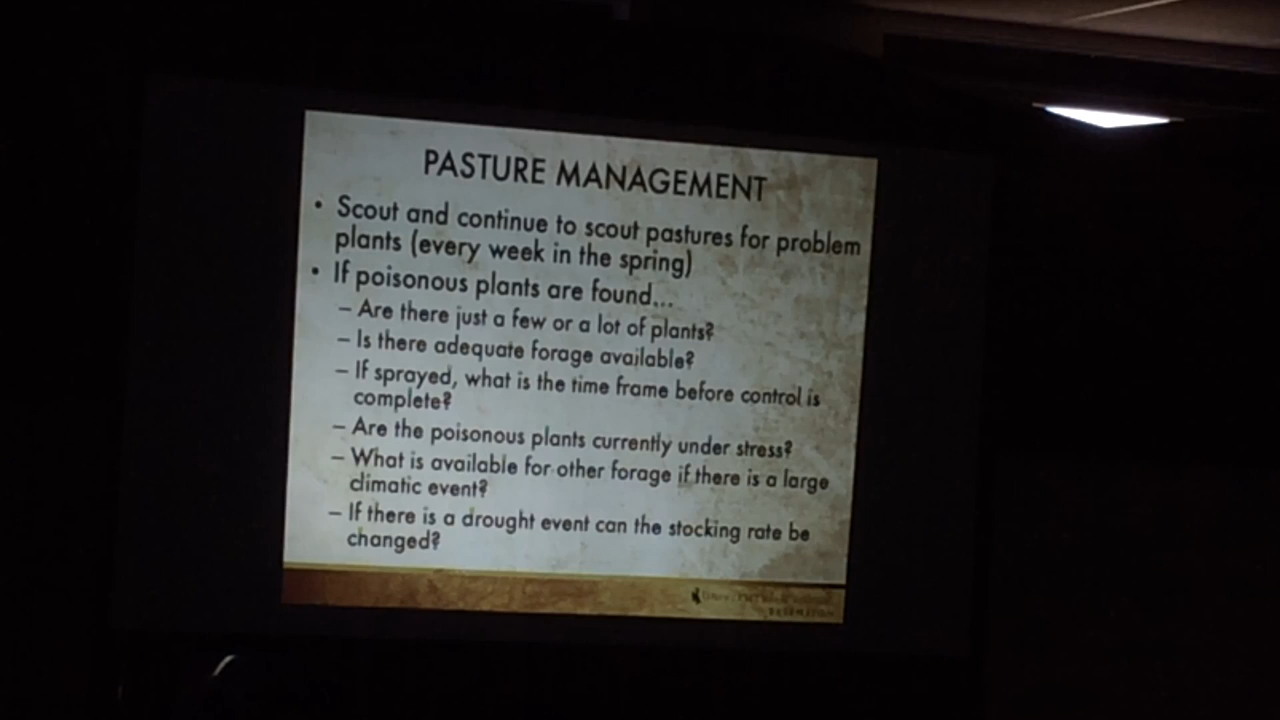 PASTURE MANAGEMENT
• Scout and continue to scout pastures for problem
plants (every week in the spring)
• If poisonous plants are found...
– Are there just a few or a lot of plants?
– Is there adequate forage available?
– If sprayed, what is the time frame before control is
complete?
– Are the poisonous plants currently under stress?
– What is available for other forage if there is a large
climatic event?
– If there is a drought event can the stocking rate be
changed?
EXTENSION